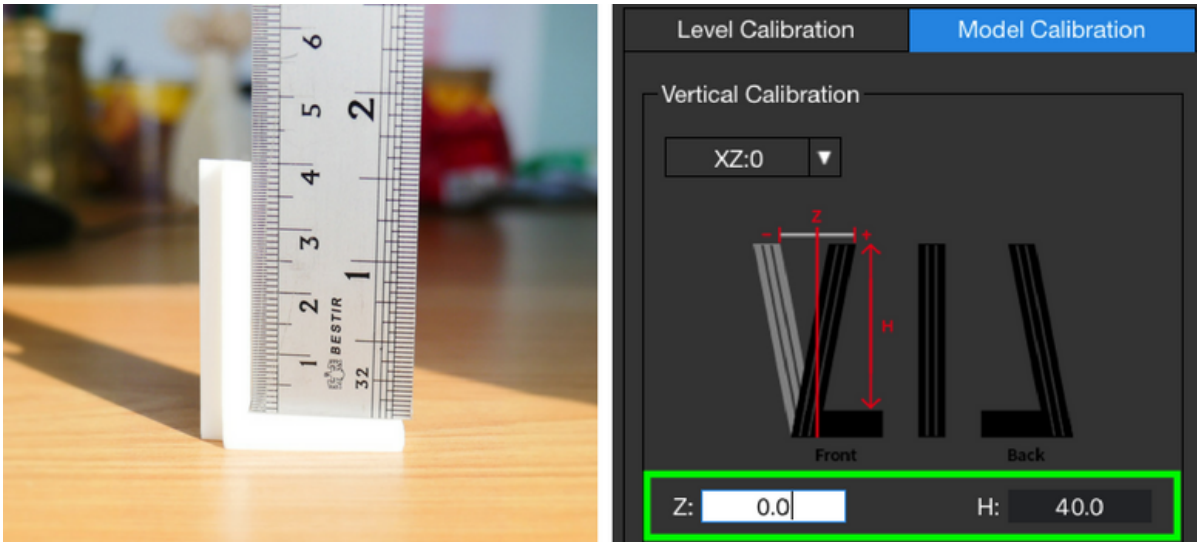 6
5
2
4
3
1
2
BESTIR
1
32
Level Calibration
Model Calibration
Vertical Calibration
XZ:0
Z
-
+
H
Front
Back
Z:
0.0
H:
40.0